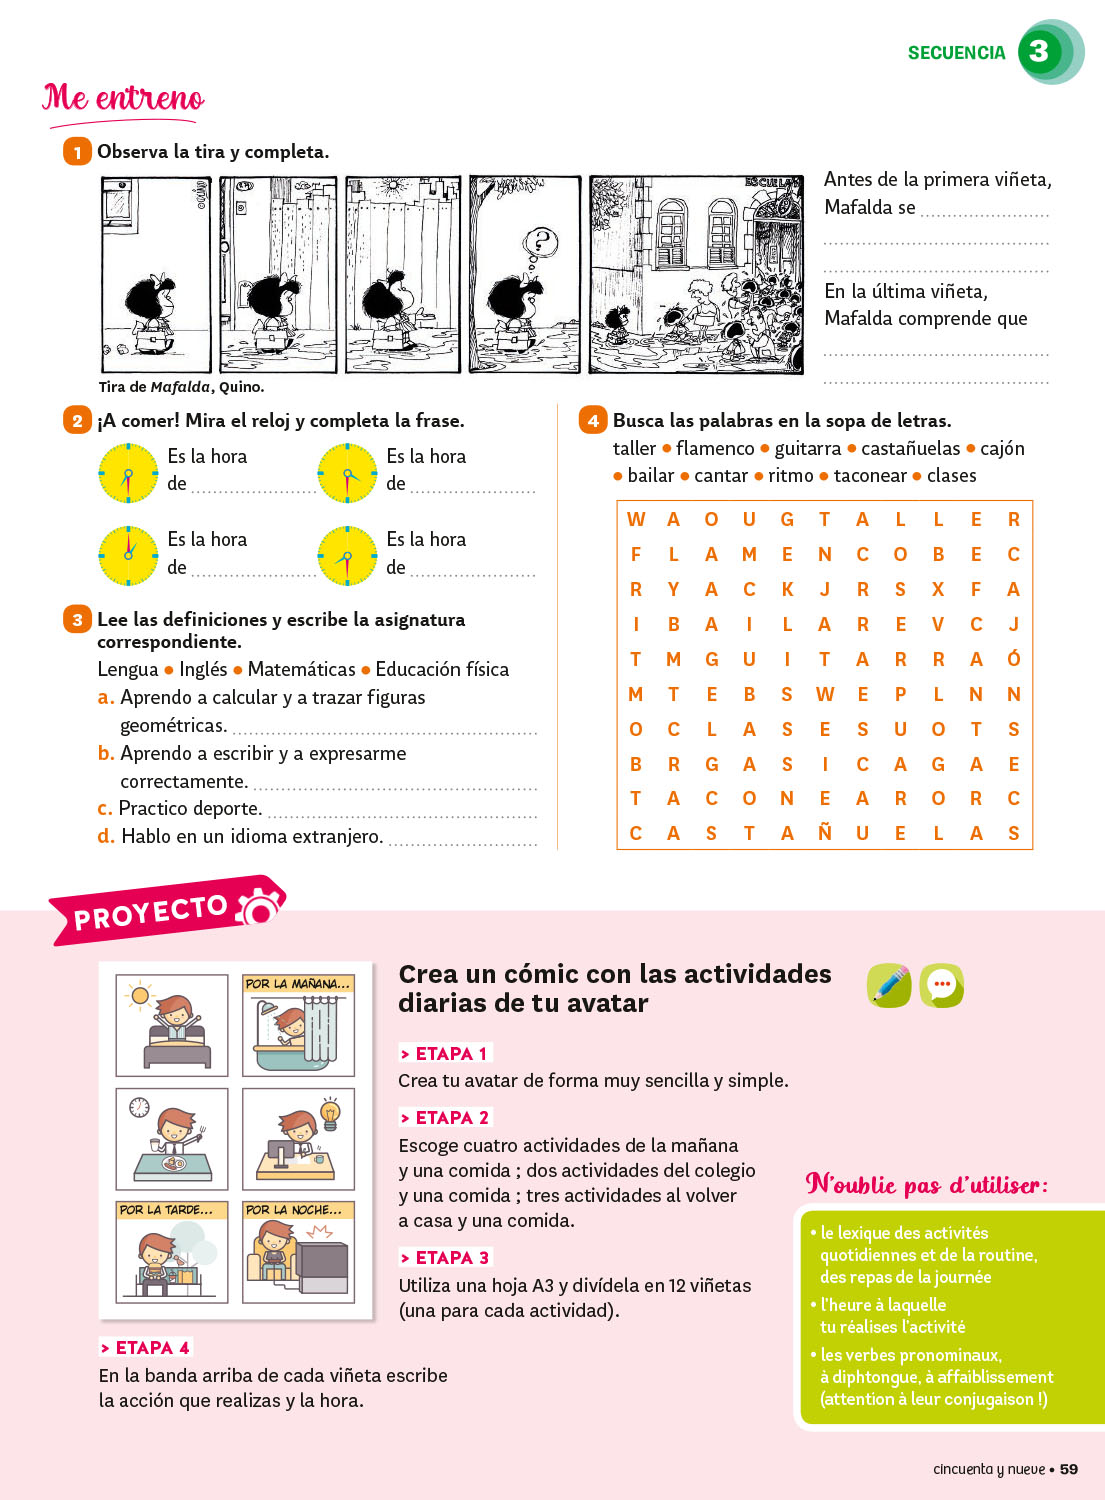 SECUENCIA 3
Me entreno
1 Observa la tira y completa.
ESCUELA
?
Tira de Mafalda, Quino.
Antes de la primera viñeta,
Mafalda se
En la última viñeta,
Mafalda comprende que
2 ¡A comer! Mira el reloj y completa la frase.
Es la hora
de
Es la hora
de
Es la hora
de
Es la hora
de
3 Lee las definiciones y escribe la asignatura
correspondiente.
Lengua • Inglés • Matemáticas • Educación física
a. Aprendo a calcular y a trazar figuras
geométricas.
b. Aprendo a escribir y a expresarme
correctamente.
c. Practico deporte.
d. Hablo en un idioma extranjero.
4 Busca las palabras en la sopa de letras.
taller • flamenco • guitarra • castañuelas • cajón
• bailar • cantar • ritmo • taconear • clases
W A O U G T A L L E R
F L A M E N C O B E C
R Y A C K J R S X F A
I B A I L A R E V C J
T M G U I T A R R A Ó
M T E B S W E P L N N
O C L A S E S U O T S
B R G A S I C A G A E
T A C O N E A R O R C
C A S T A Ñ U E L A S
PROYECTO
POR LA MAÑANA...
POR LA TARDE...
POR LA NOCHE...
Crea un cómic con las actividades
diarias de tu avatar
> ETAPA 1
Crea tu avatar de forma muy sencilla y simple.
> ETAPA 2
Escoge cuatro actividades de la mañana
y una comida ; dos actividades del colegio
y una comida ; tres actividades al volver
a casa y una comida.
> ETAPA 3
Utiliza una hoja A3 y divídela en 12 viñetas
(una para cada actividad).
> ETAPA 4
En la banda arriba de cada viñeta escribe
la acción que realizas y la hora.
N'oublie pas d'utiliser:
• le lexique des activités
quotidiennes et de la routine,
des repas de la journée
• l'heure à laquelle
tu réalises l'activité
• les verbes pronominaux,
à diphtongue, à affaiblissement
(attention à leur conjugaison !)
cincuenta y nueve • 59